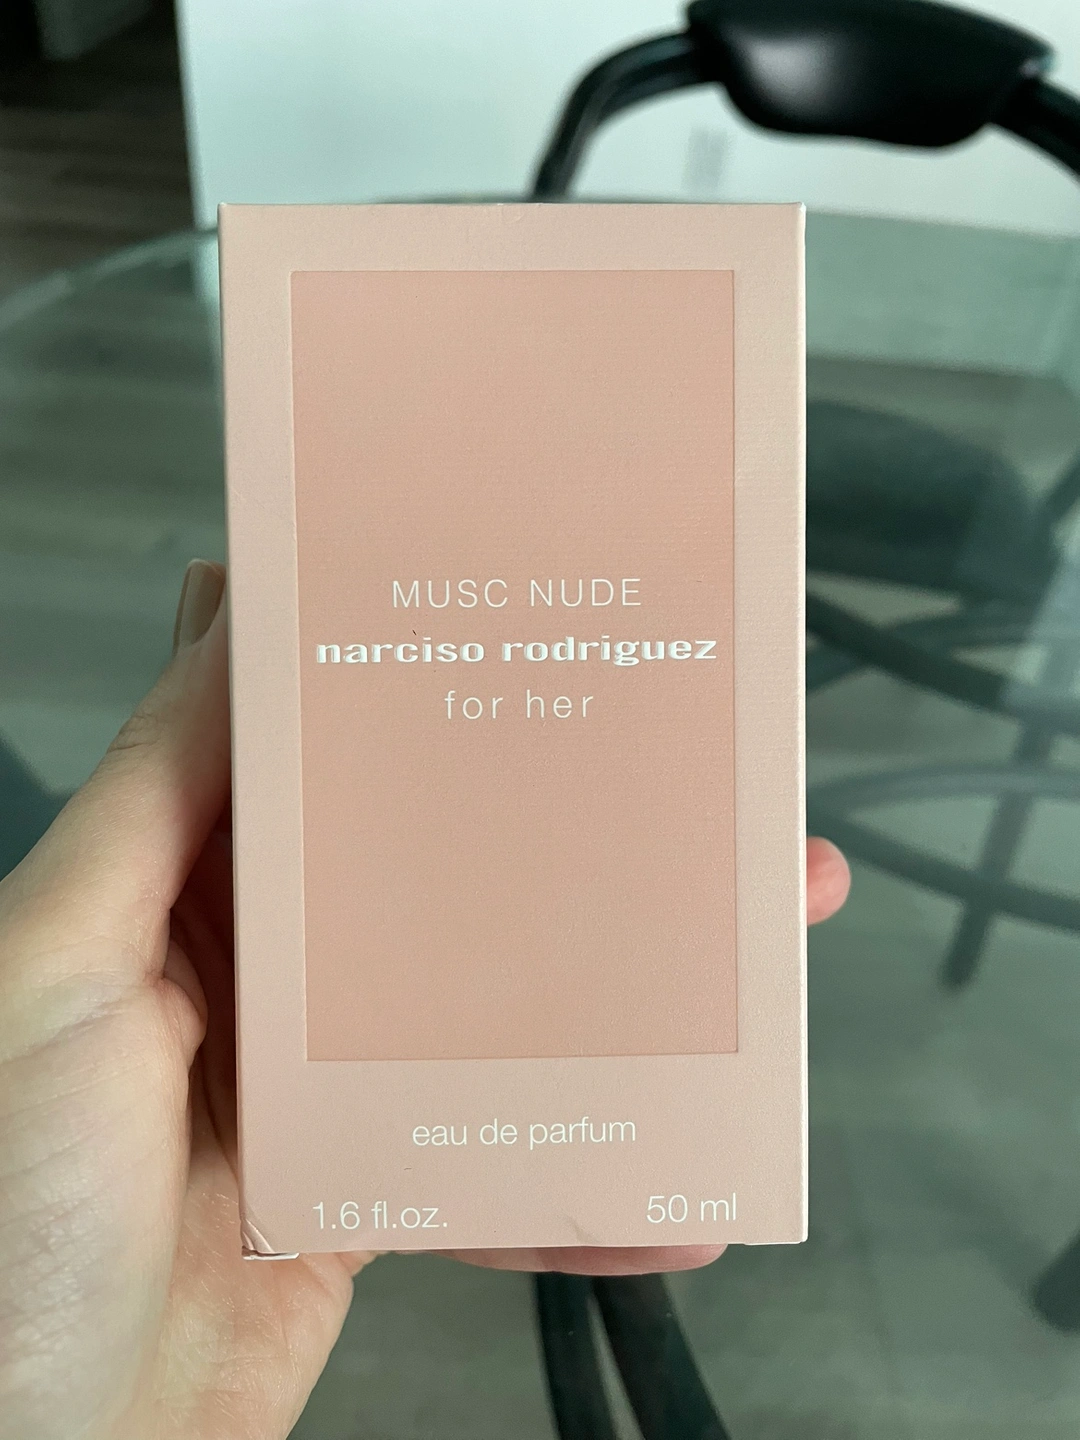 MUSC NUDE
narciso rodriguez
for her
eau de parfum
1.6 fl.oz. 50 ml